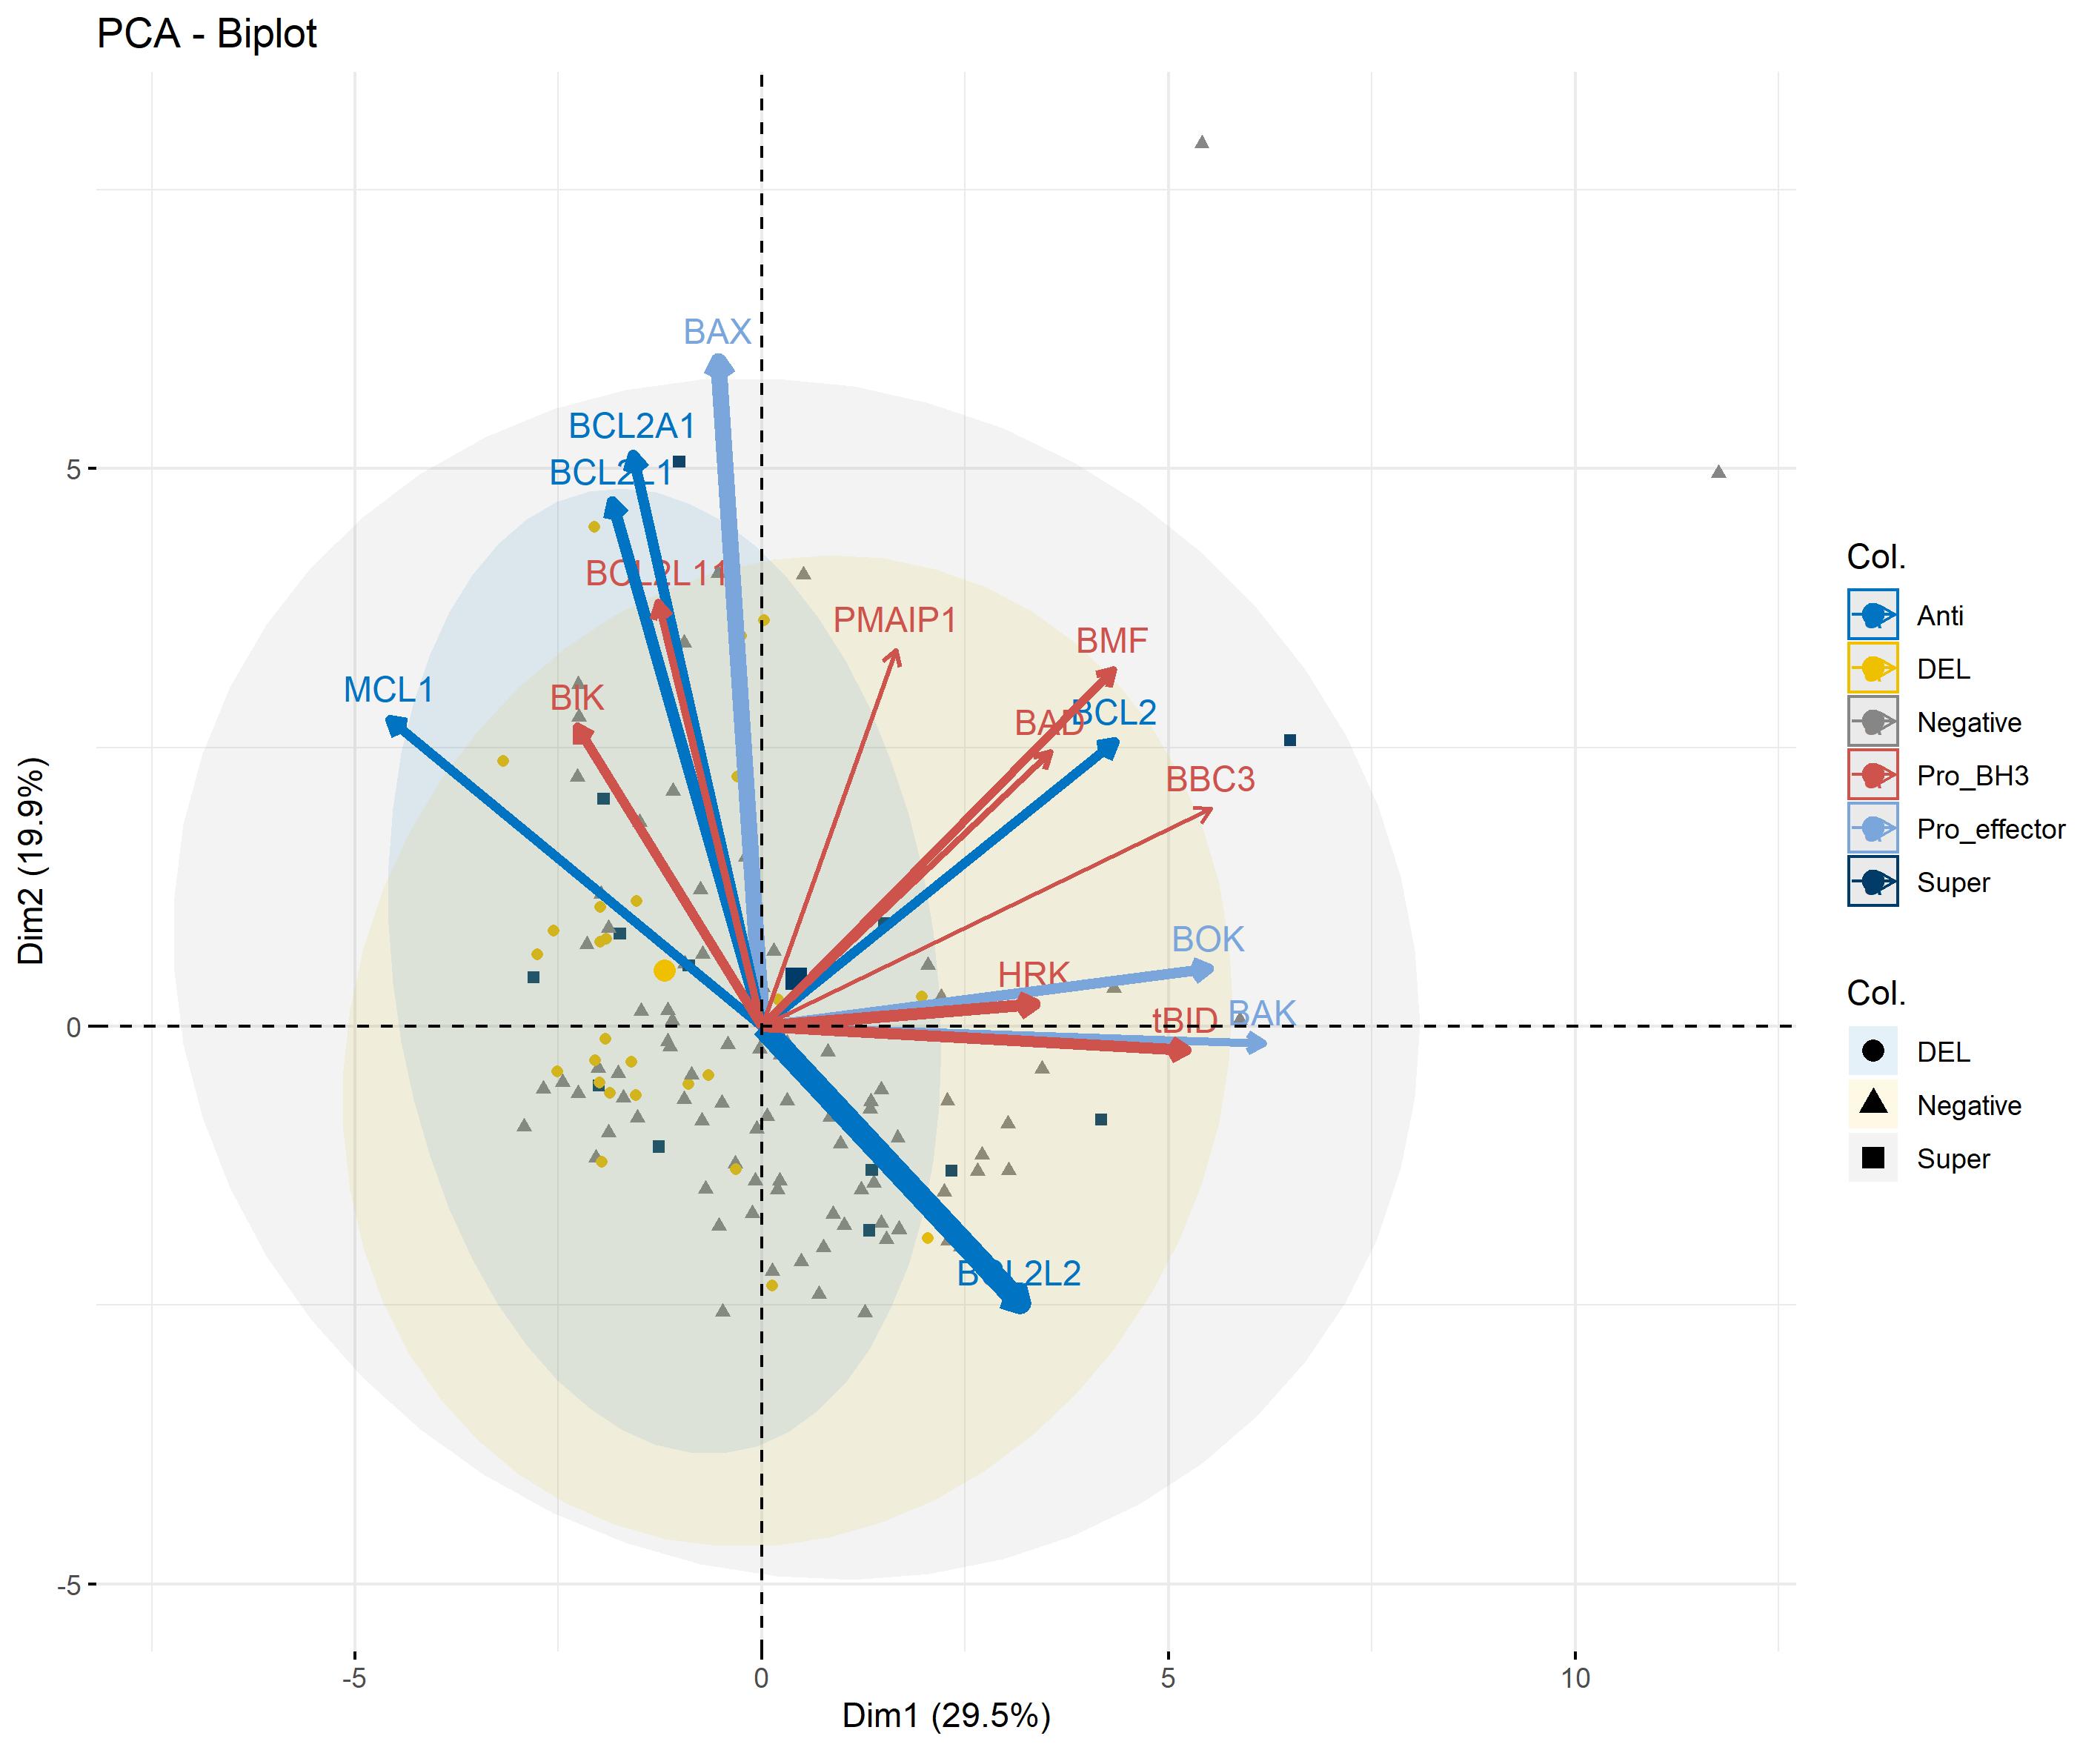 PCA - Biplot
BAX
BCL2A1
BCL2L1
BCL2L11
PMAIP1
BMF
MCL1
BIK
BAD
BCL2
BBC3
BOK
HRK
tBID
BAK
BCL2L2
5
0
-5
-5
0
5
10
Dim1 (29.5%)
Dim2 (19.9%)
Col.
Anti
DEL
Negative
Pro_BH3
Pro_effector
Super
Col.
DEL
Negative
Super